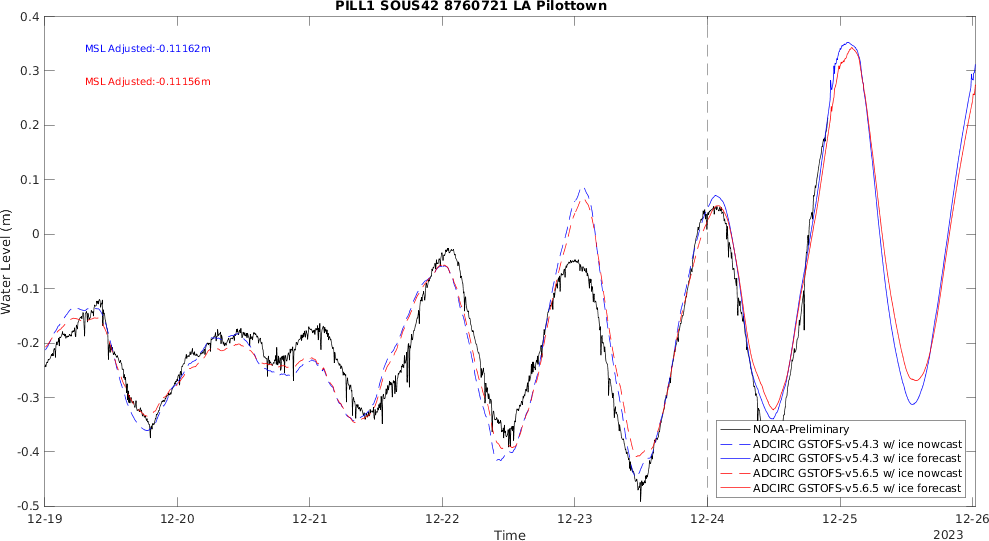 PILL1 SOUS42 8760721 LA Pilottown
0.4
0.3
0.2
0.1
0
-0.1
-0.2
-0.3
-0.4
-0.5
Water Level (m)
MSL Adjusted:-0.11162m
MSL Adjusted:-0.11156m
NOAA-Preliminary
ADCIRC GSTOFS-v5.4.3 w/ ice nowcast
ADCIRC GSTOFS-v5.4.3 w/ ice forecast
ADCIRC GSTOFS-v5.6.5 w/ ice nowcast
ADCIRC GSTOFS-v5.6.5 w/ ice forecast
12-19 12-20 12-21 12-22 12-23 12-24 12-25 12-26
Time
2023